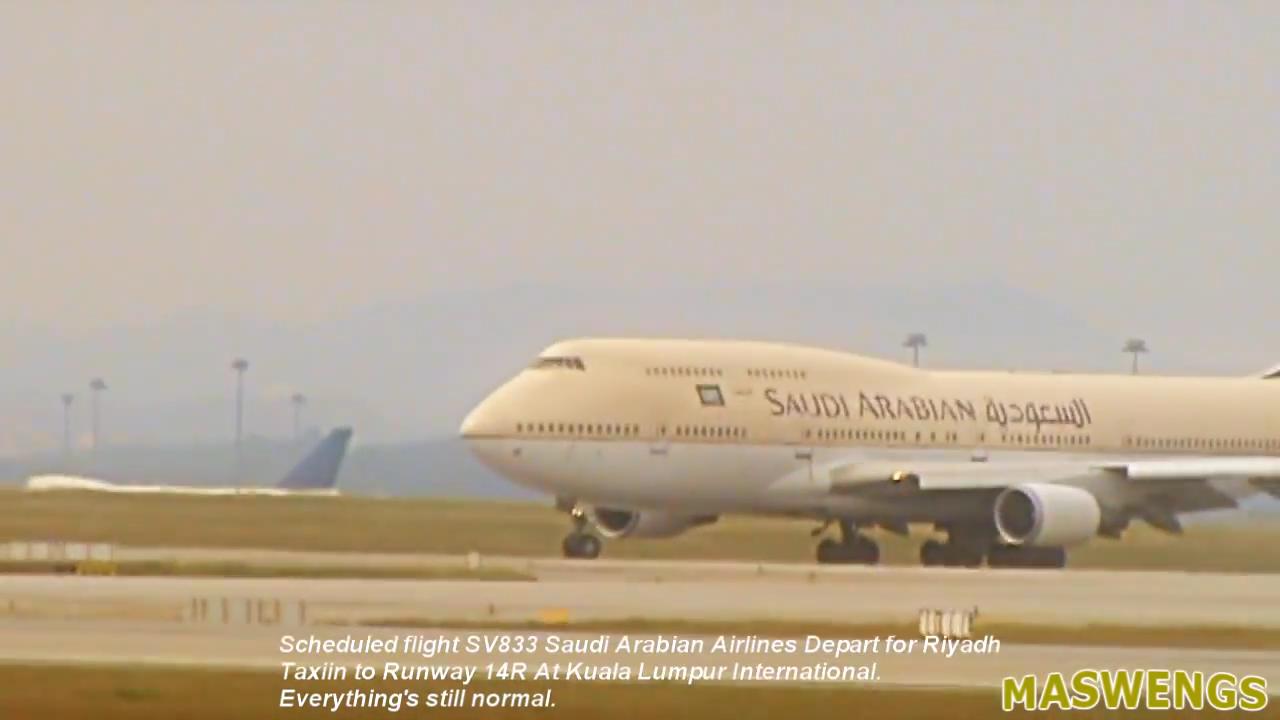 SAUDI ARABIAN السعودية
Scheduled flight SV833 Saudi Arabian Airlines Depart for Riyadh
Taxiin to Runway 14R At Kuala Lumpur International.
Everything's still normal.
MASWENGS